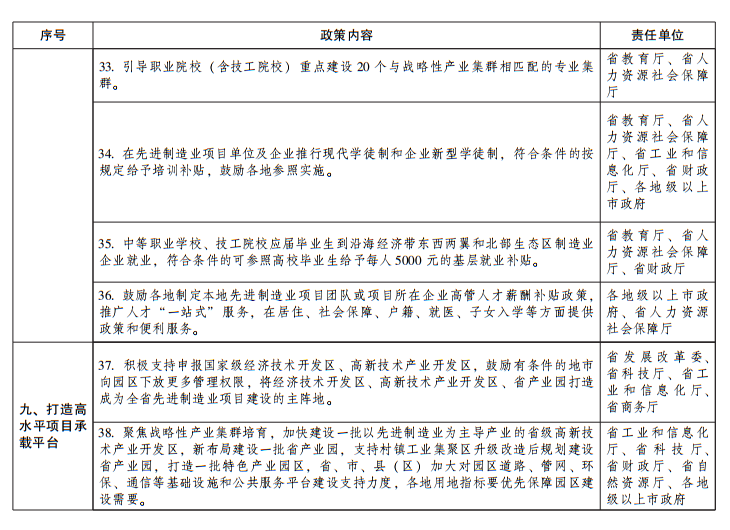 序号
政策内容
责任单位
33. 引导职业院校（含技工院校）重点建设 20 个与战略性产业集群相匹配的专业集
群。
省教育厅、省人
力资源社会保障
厅
34. 在先进制造业项目单位及企业推行现代学徒制和企业新型学徒制，符合条件的按
规定给予培训补贴，鼓励各地参照实施。
省教育厅、省人
力资源社会保障
厅、省工业和信
息化厅、省财政
厅、各地级以上
市政府
35. 中等职业学校、技工院校应届毕业生到沿海经济带东西两翼和北部生态区制造业
企业就业，符合条件的可参照高校毕业生给予每人 5000 元的基层就业补贴。
省教育厅、省人
力资源社会保障
厅、省财政厅
36. 鼓励各地制定本地先进制造业项目团队或项目所在企业高管人才薪酬补贴政策，
推广人才“一站式”服务，在居住、社会保障、户籍、就医、子女入学等方面提供
政策和便利服务。
各地级以上市政
府、省人力资源
社会保障厅
九、打造高
水平项目承
载平台
37. 积极支持申报国家级经济技术开发区、高新技术产业开发区，鼓励有条件的地市
向园区下放更多管理权限，将经济技术开发区、高新技术产业开发区、省产业园打造
成为全省先进制造业项目建设的主阵地。
省发展改革委、
省科技厅、省工
业和信息化厅、
省商务厅
38. 聚焦战略性产业集群培育，加快建设一批以先进制造业为主导产业的省级高新技
术产业开发区，新布局建设一批省产业园，支持村镇工业集聚区升级改造后规划建设
省产业园，打造一批特色产业园区，省、市、县（区）加大对园区道路、管网、环
保、通信等基础设施和公共服务平台建设支持力度，各地用地指标要优先保障园区建
设需要。
省工业和信息化
厅、省科技厅、
省财政厅、省自
然资源厅、各地
级以上市政府